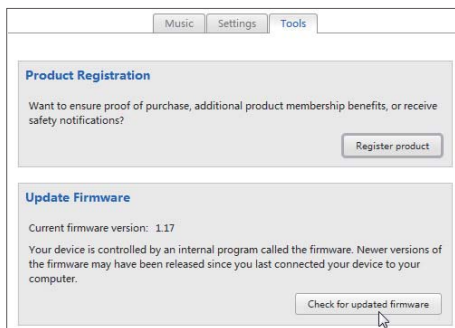 Music Settings Tools
Product Registration
Want to ensure proof of purchase, additional product membership benefits, or receive
safety notifications?
Register product
Update Firmware
Current firmware version: 1.17
Your device is controlled by an internal program called the firmware. Newer versions of
the firmware may have been released since you last connected your device to your
computer.
Check for updated firmware